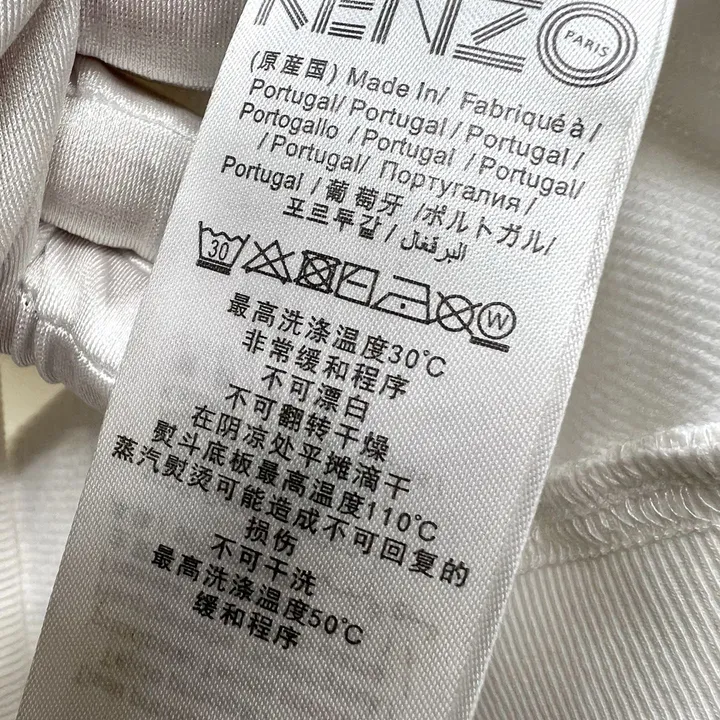 KENZO PARIS
(原産国) Made In/ Fabriqué à /
Portugal/ Portugal / Portugal /
Portogallo / Portugal / Portugal/
/ Portugal/ Португалия /
Portugal / 葡萄牙 /ポルトガル/
포르투갈 / البرتغال/
30 W
最高洗涤温度30℃
非常缓和程序
不可漂白
不可翻转干燥
在阴凉处平摊滴干
熨斗底板最高温度110℃
蒸汽熨烫可能造成不可回复的
损伤
不可干洗
最高洗涤温度50℃
缓和程序